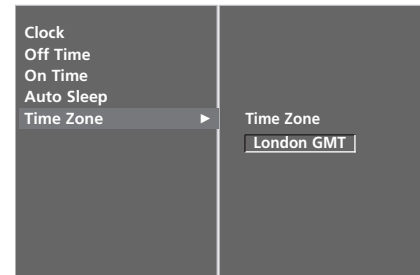 Clock
Off Time
On Time
Auto Sleep
Time Zone ►
Time Zone
London GMT